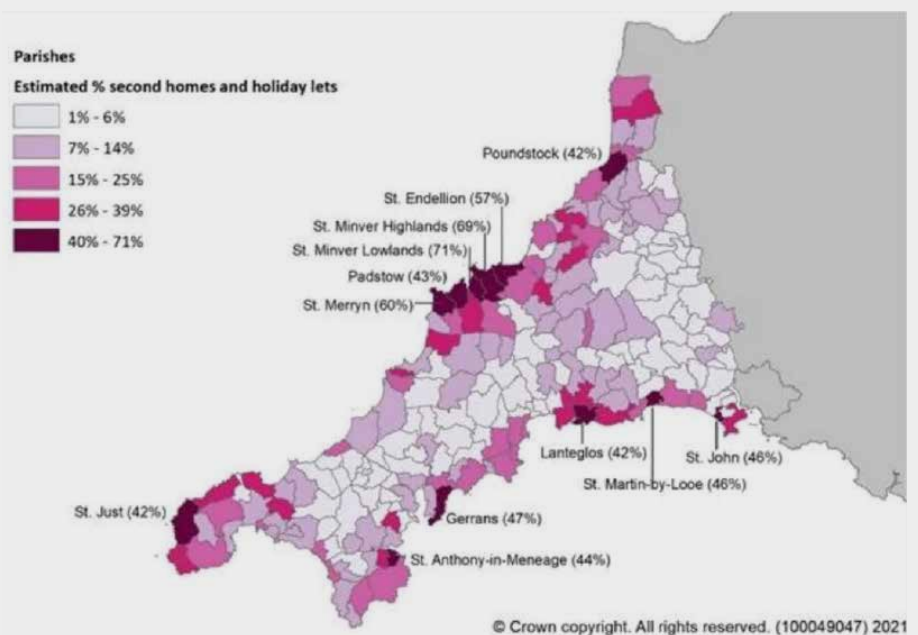 Parishes
Estimated % second homes and holiday lets
1% - 6%
7% - 14%
15% - 25%
26% - 39%
40% - 71%
Poundstock (42%)
St. Endellion (57%)
St. Minver Highlands (69%)
St. Minver Lowlands (71%)
Padstow (43%)
St. Merryn (60%)
Lanteglos (42%)
St. John (46%)
St. Martin-by-Looe (46%)
St. Just (42%)
Gerrans (47%)
St. Anthony-in-Meneage (44%)
© Crown copyright. All rights reserved. (100049047) 2021